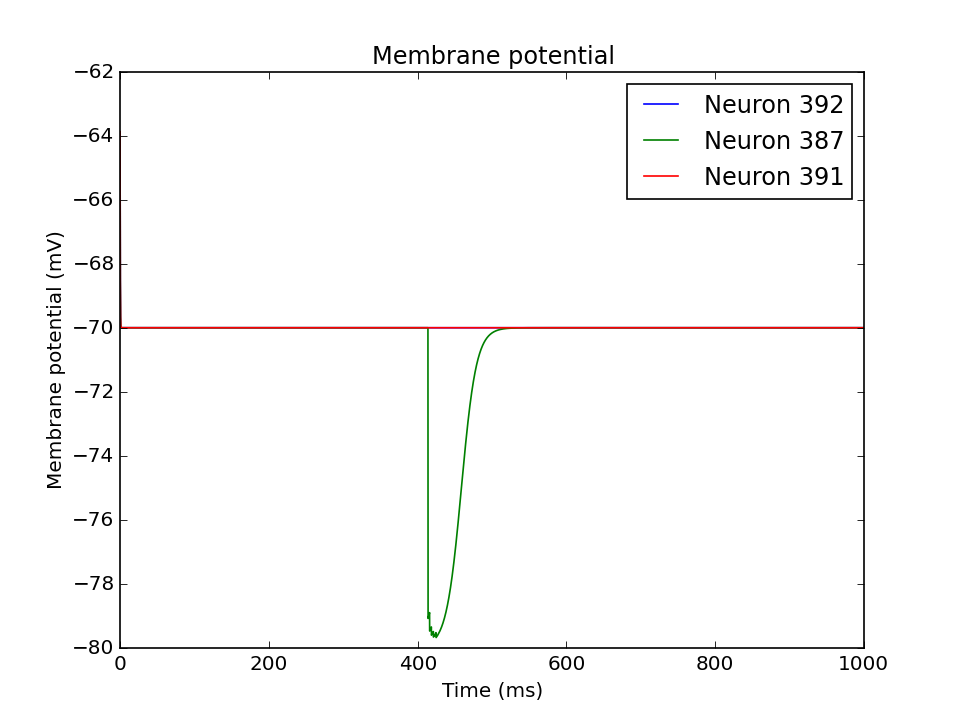 Membrane potential
−62
−64
−66
−68
−70
−72
−74
−76
−78
−80
Membrane potential (mV)
Neuron 392
Neuron 387
Neuron 391
0 200 400 600 800 1000
Time (ms)